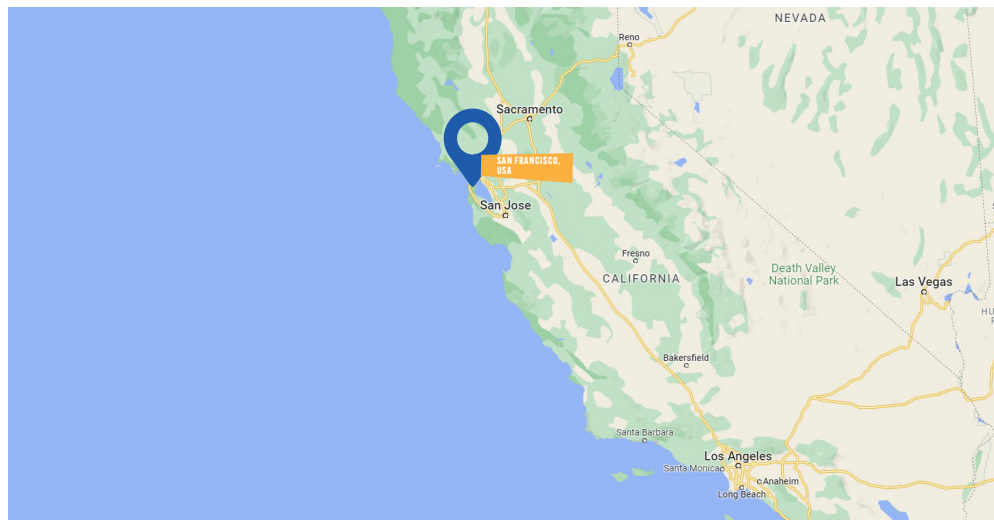 NEVADA
Reno
Sacramento
SAN FRANCISCO,
USA
San Jose
Fresno
CALIFORNIA
Death Valley
National Park
Las Vegas
HU
Bakersfield
Santa Barbara
Los Angeles
Santa Monica
Anaheim
Long Beach